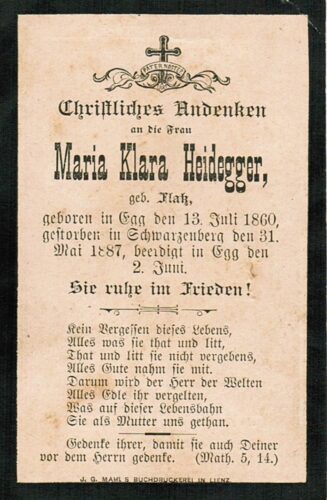 PATER NOSTER
Christliches Andenken
an die Frau
Maria Klara Heidegger,
geb. Flatz,
geboren in Egg den 13. Juli 1860,
gestorben in Schwarzenberg den 31.
Mai 1887, beerdigt in Egg den
2. Juni.
Sie ruhe im Frieden!
Kein Vergessen dieses Lebens,
Alles was sie that und litt,
That und litt sie nicht vergebens,
Alles Gute nahm sie mit.
Darum wird der Herr der Welten
Alles Edle ihr vergelten,
Was auf dieser Lebensbahn
Sie als Mutter uns gethan.
Gedenke ihrer, damit sie auch Deiner
vor dem Herrn gedenke. (Math. 5, 14.)
J. G. MAHL'S BUCHDRUCKEREI IN LIENZ.